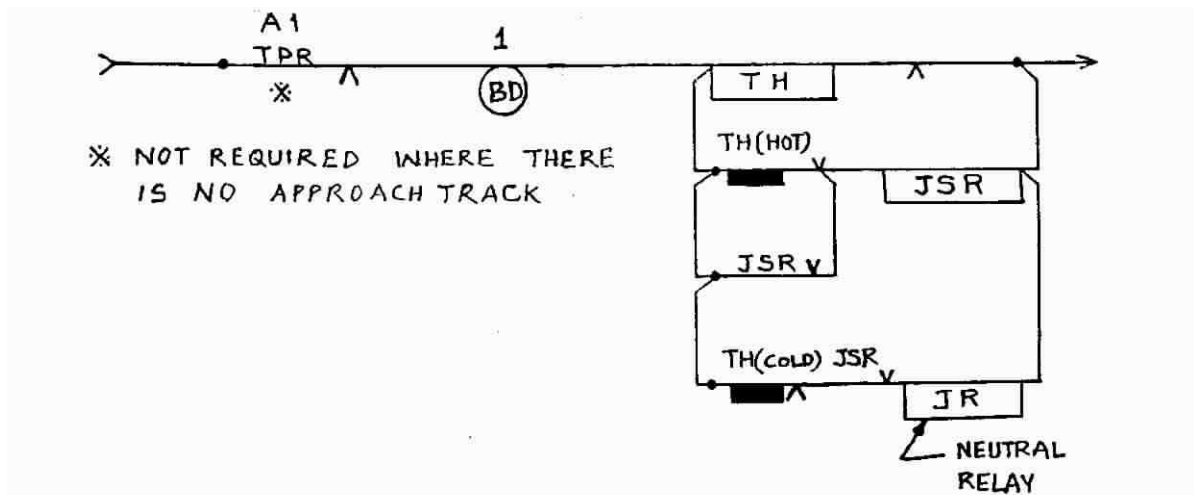 A1
TPR
※
1
BD
TH
※ NOT REQUIRED WHERE THERE
IS NO APPROACH TRACK
TH(HOT)
JSR
JSR
TH(COLD) JSR
JR
NEUTRAL
RELAY